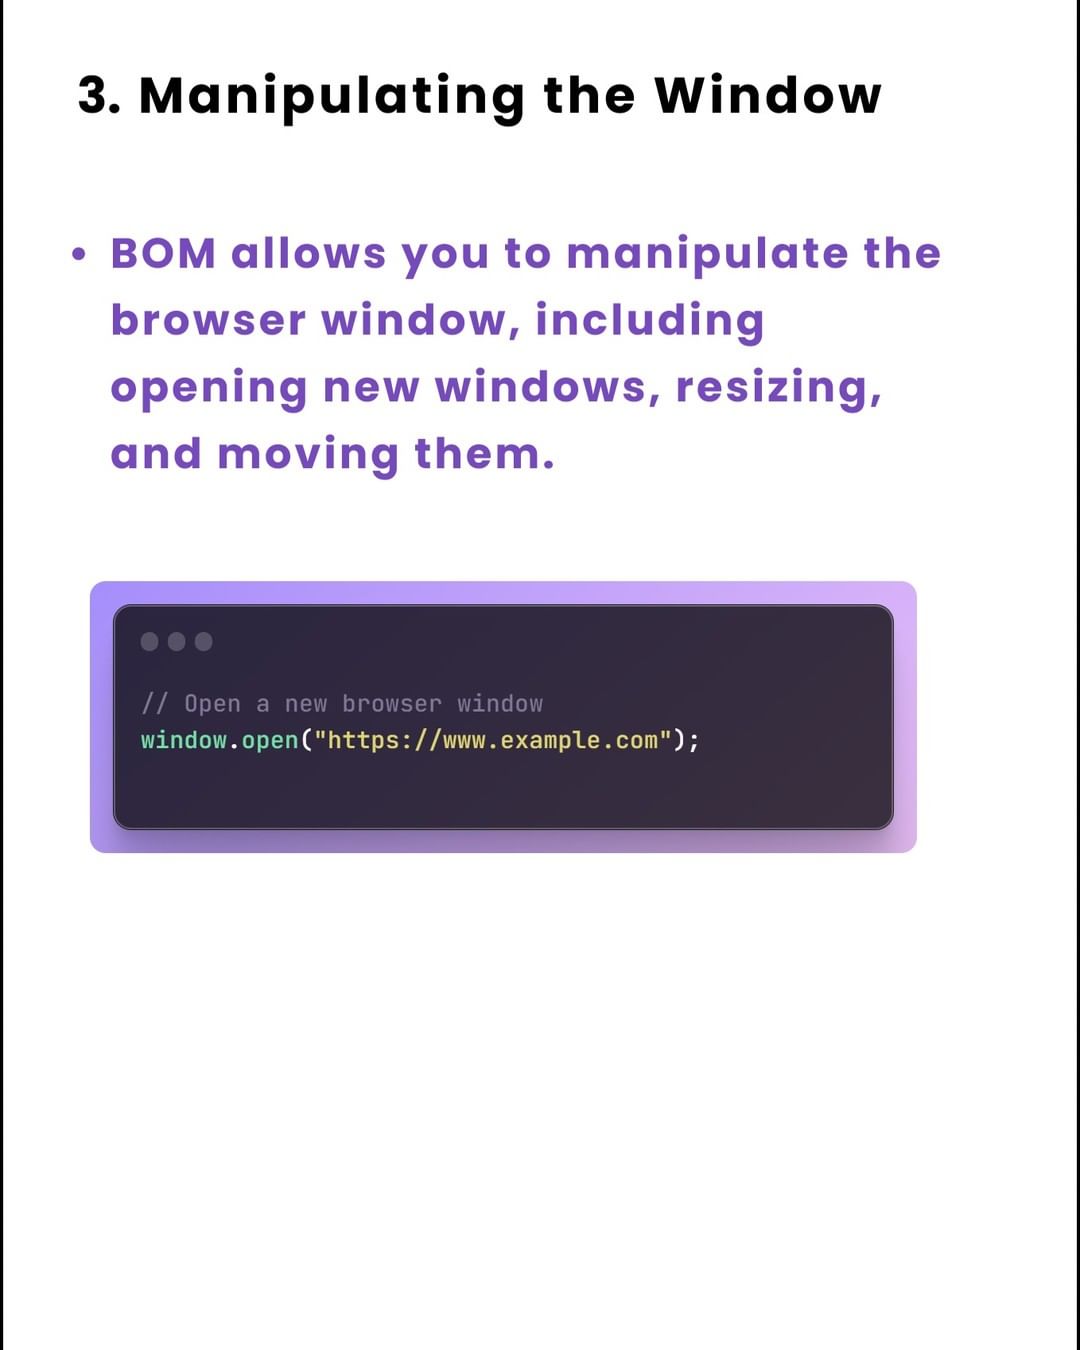 3. Manipulating the Window
• BOM allows you to manipulate the
browser window, including
opening new windows, resizing,
and moving them.
// Open a new browser window
window.open("https://www.example.com");